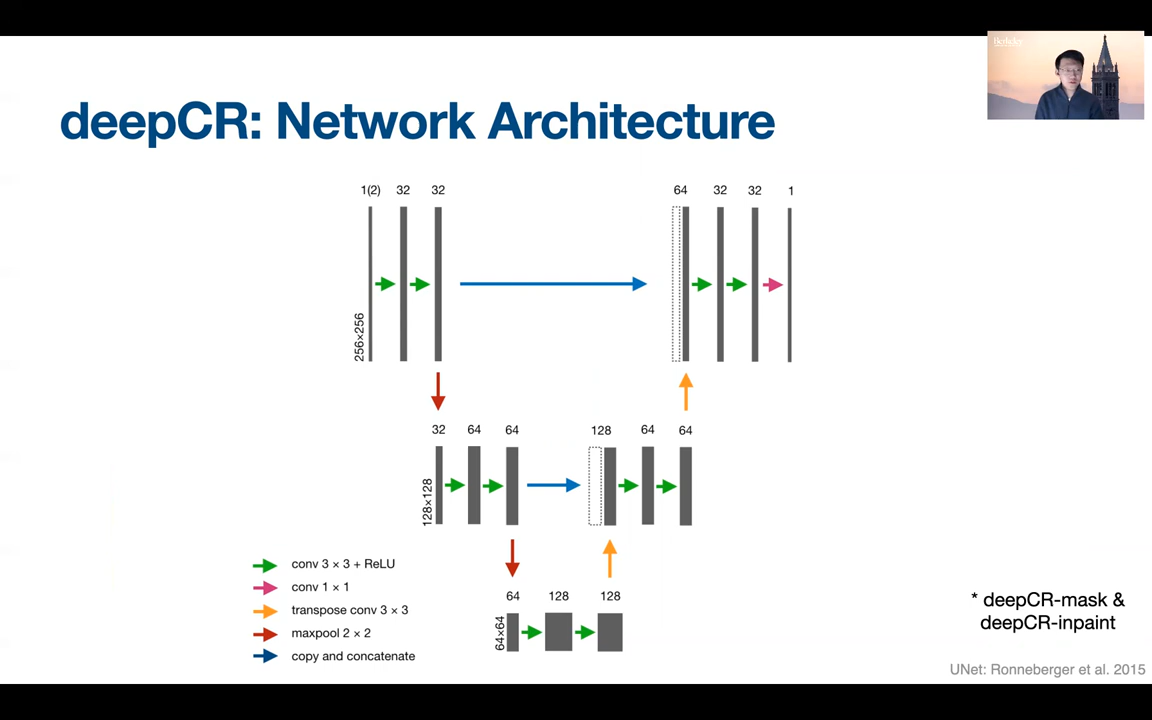 Berkeley
deepCR: Network Architecture
1(2) 32 32 64 32 32 1
256×256
32 64 64 128 64 64
128×128
64 128 128
64×64
conv 3 × 3 + ReLU
conv 1 × 1
transpose conv 3 × 3
maxpool 2 × 2
copy and concatenate
* deepCR-mask &
deepCR-inpaint
UNet: Ronneberger et al. 2015